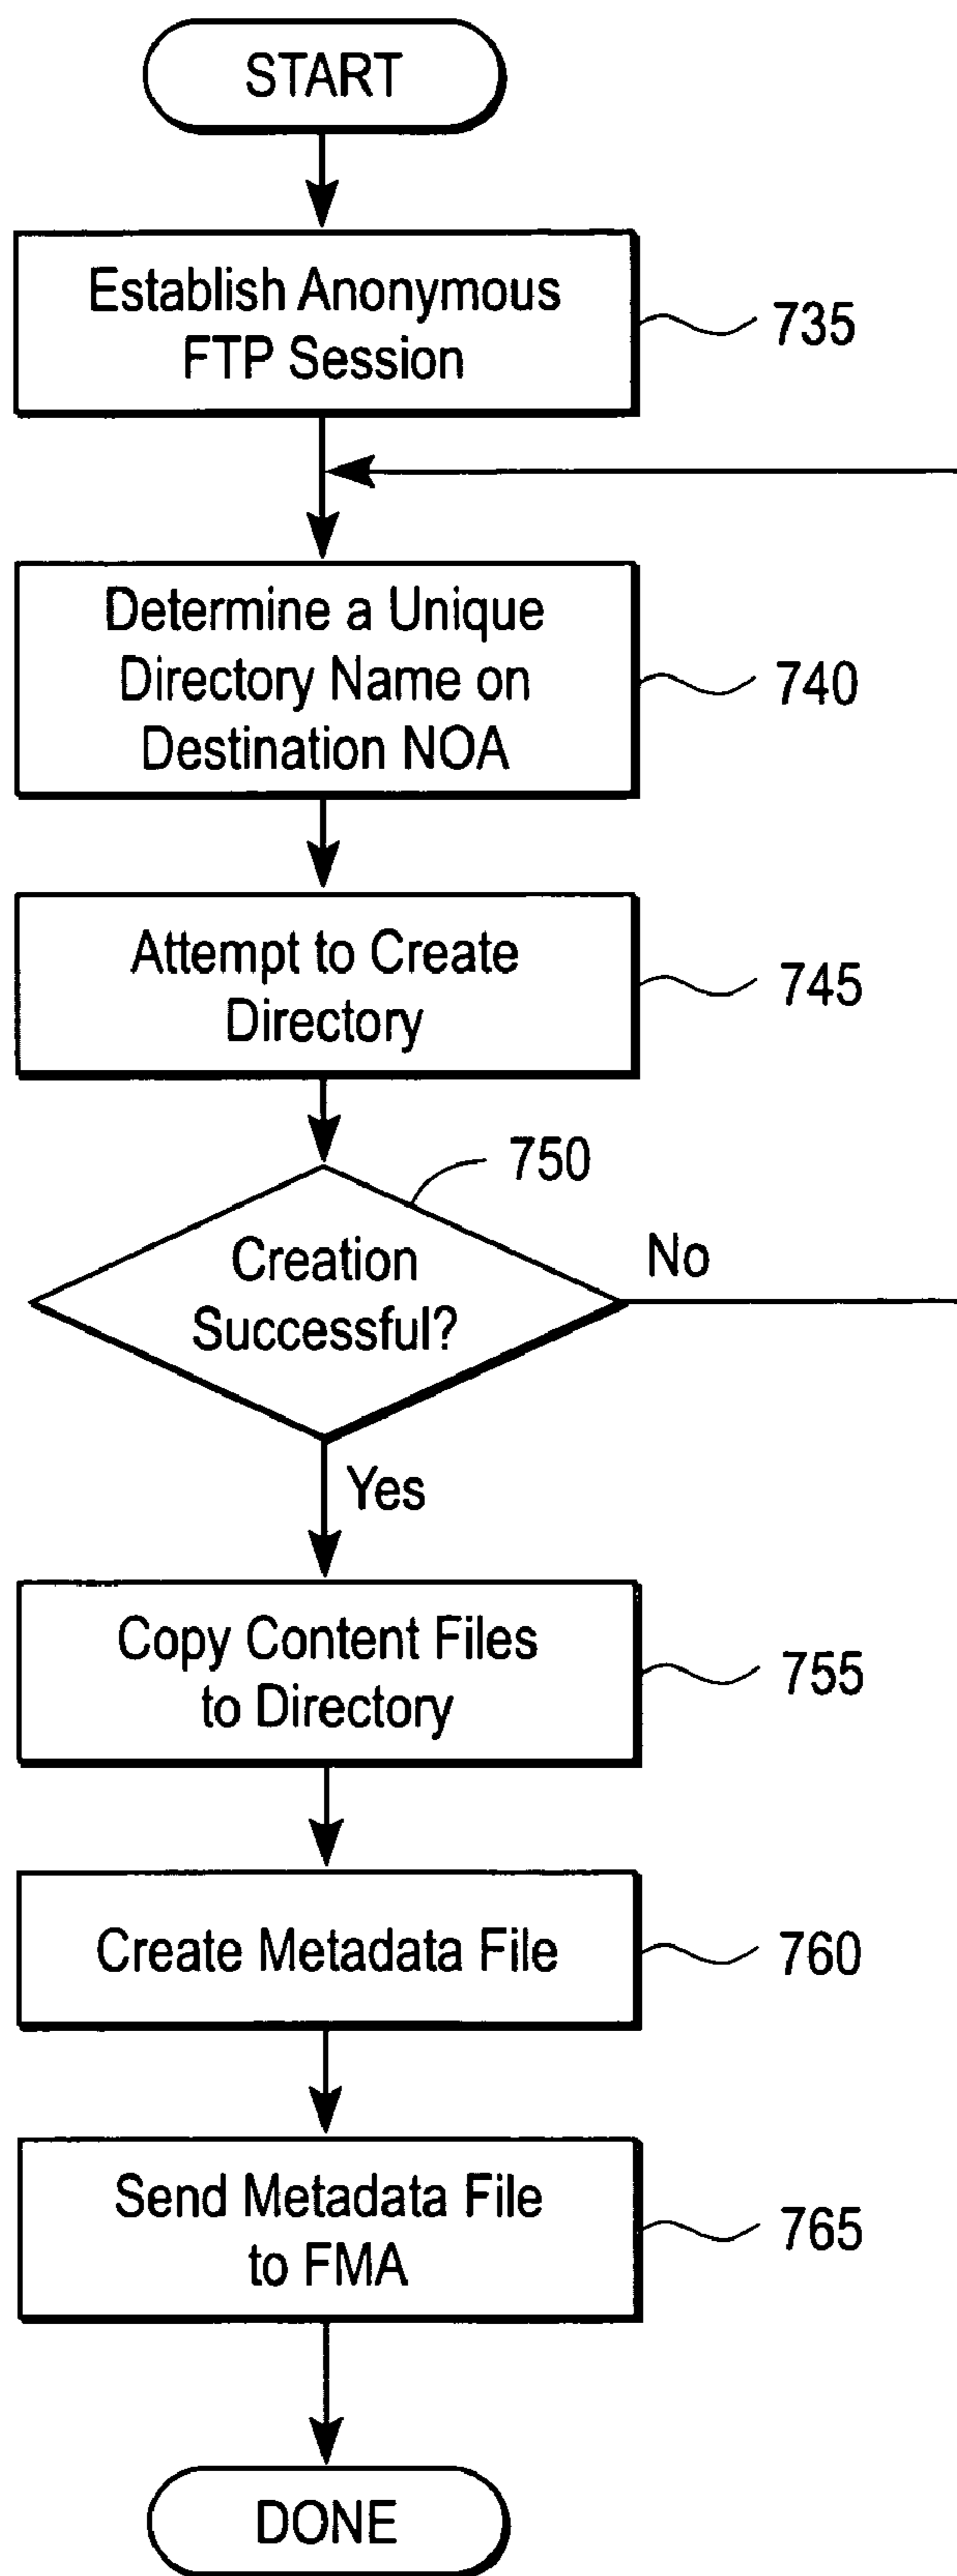 START
Establish Anonymous
FTP Session
735
Determine a Unique
Directory Name on
Destination NOA
740
Attempt to Create
Directory
745
750
Creation
Successful?
No
Yes
Copy Content Files
to Directory
755
Create Metadata File
760
Send Metadata File
to FMA
765
DONE